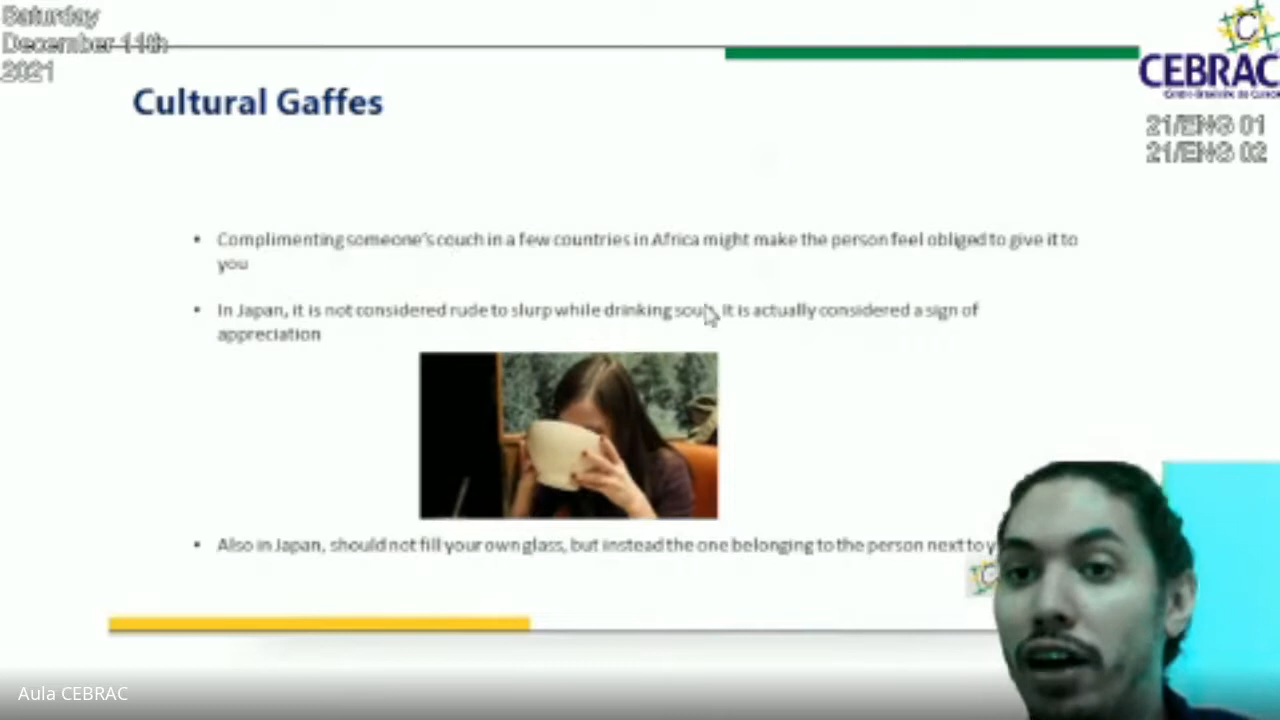 Saturday
December 11th
2021
CEBRAC
21/ENG 01
21/ENG 02
Cultural Gaffes
• Complimenting someone's couch in a few countries in Africa might make the person feel obliged to give it to
you
• In Japan, it is not considered rude to slurp while drinking soup. It is actually considered a sign of
appreciation
• Also in Japan, should not fill your own glass, but instead the one belonging to the person next to y
Aula CEBRAC